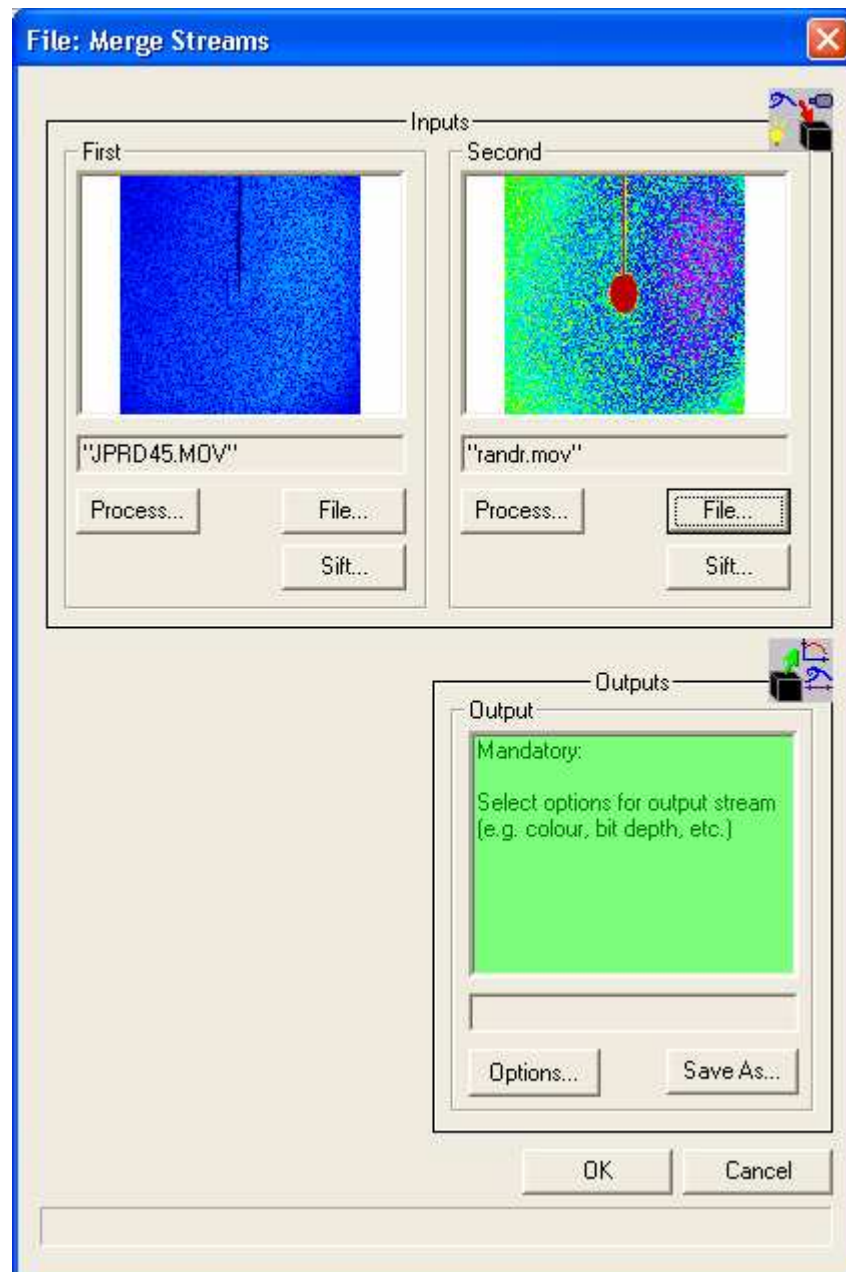 File: Merge Streams
Inputs
First
Second
"JPRD45.MOV"
"randr.mov"
Process...
File...
Process...
File...
Sift...
Sift...
Outputs
Output
Mandatory:
Select options for output stream
(e.g. colour, bit depth, etc.)
Options...
Save As...
OK
Cancel